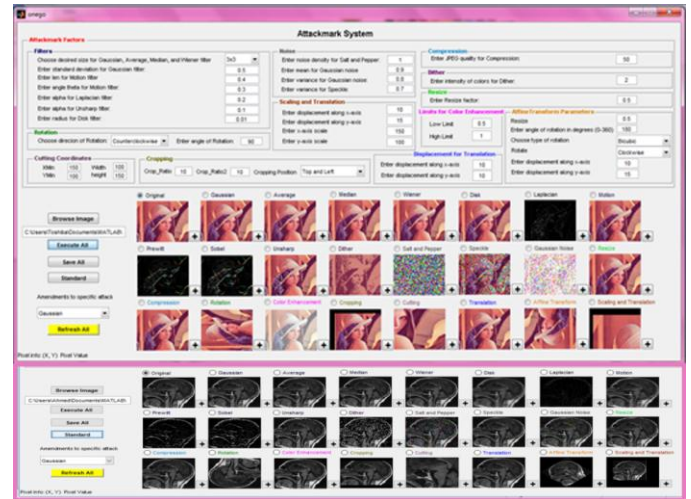 onego
Attackmark System
Attackmark Factors
Filters
Choose desired size for Gaussian, Average, Median, and Wiener filter 3x3
Enter standard deviation for Gaussian filter: 0.5
Enter len for Motion filter 0.4
Enter angle theta for Motion filter 0.3
Enter alpha for Laplacian filter: 0.2
Enter alpha for Unsharp filter: 0.1
Enter radius for Disk filter: 0.01
Noise
Enter noise density for Salt and Pepper: 1
Enter mean for Gaussian noise 0.9
Enter variance for Gaussian noise: 0.8
Enter variance for Speckle: 0.7
Compression
Enter JPEG quality for Compression: 50
Dither
Enter intensity of colors for Dither: 2
Resize
Enter Resize factor: 0.5
Scaling and Translation
Enter displacement along x-axis 10
Enter displacement along y-axis 15
Enter x-axis scale 150
Enter y-axis scale 100
Limits for Color Enhancement
Low Limit 0.5
High Limit 1
Affine Transform Parameters
Resize 0.5
Enter angle of rotation in degrees (0-360) 180
Choose type of rotation Bicubic
Rotate Clockwise
Enter displacement along x-axis 10
Enter displacement along y-axis 15
Rotation
Choose direction of Rotation: Counterclockwise Enter angle of Rotation: 90
Cutting Coordinates
XMin: 150 Width: 100
YMin: 100 height 150
Cropping
Crop_Ratio 10 Crop_Ratio2 10 Cropping Position Top and Left
Displacement for Translation
Enter displacement along x-axis 10
Enter displacement along y-axis 10
Browse Image
C:\Users\Toshiba\Documents\MATLAB\
Execute All
Save All
Standard
Amendments to specific attack
Gaussian
Refresh All
Pixel info: (X, Y) Pixel Value
Original Gaussian Average Median Wiener Disk Laplacian Motion
Prewitt Sobel Unsharp Dither Salt and Pepper Speckle Gaussian Noise Resize
Compression Rotation Color Enhancement Cropping Cutting Translation Affine Transform Scaling and Translation
Browse Image
C:\Users\Ahmed\Documents\MATLAB\
Execute All
Save All
Standard
Amendments to specific attack
Gaussian
Refresh All
Pixel info: (X, Y) Pixel Value
Original Gaussian Average Median Wiener Disk Laplacian Motion
Prewitt Sobel Unsharp Dither Salt and Pepper Speckle Gaussian Noise Resize
Compression Rotation Color Enhancement Cropping Cutting Translation Affine Transform Scaling and Translation